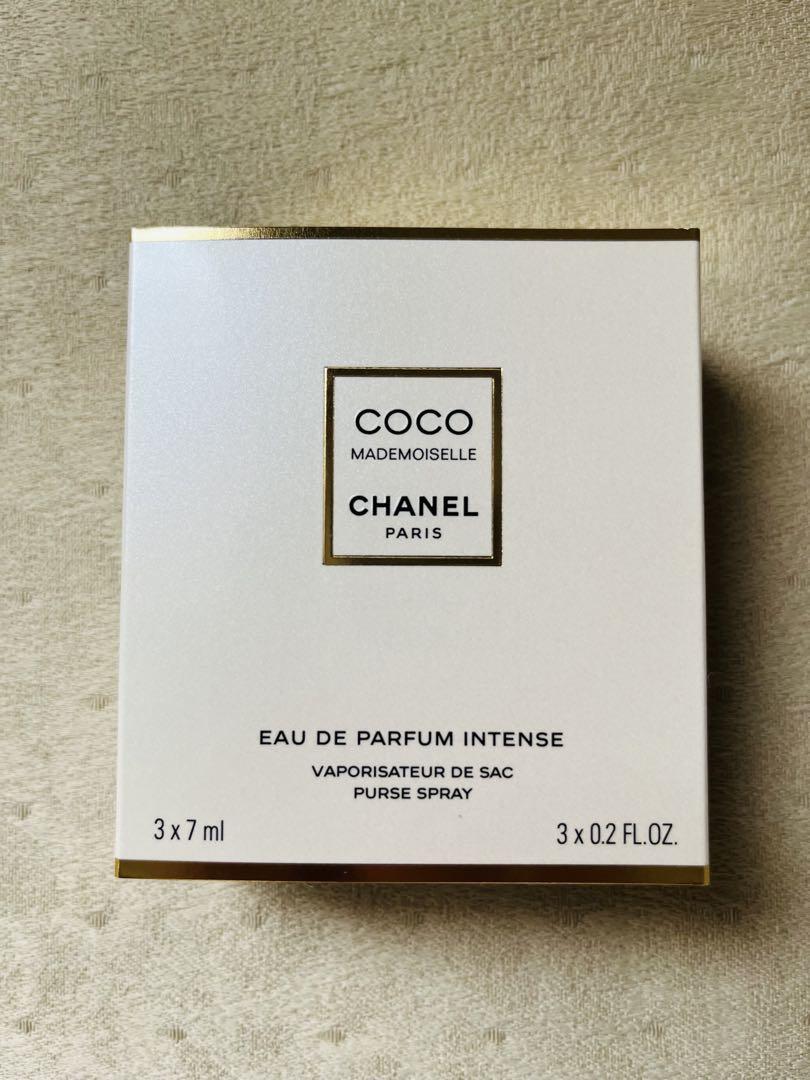 COCO
MADEMOISELLE
CHANEL
PARIS
EAU DE PARFUM INTENSE
VAPORISATEUR DE SAC
PURSE SPRAY
3 x 7 ml
3 x 0.2 FL.OZ.